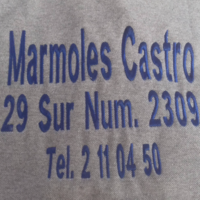 Marmoles Castro
29 Sur Num. 2309
Tel. 2 11 04 50